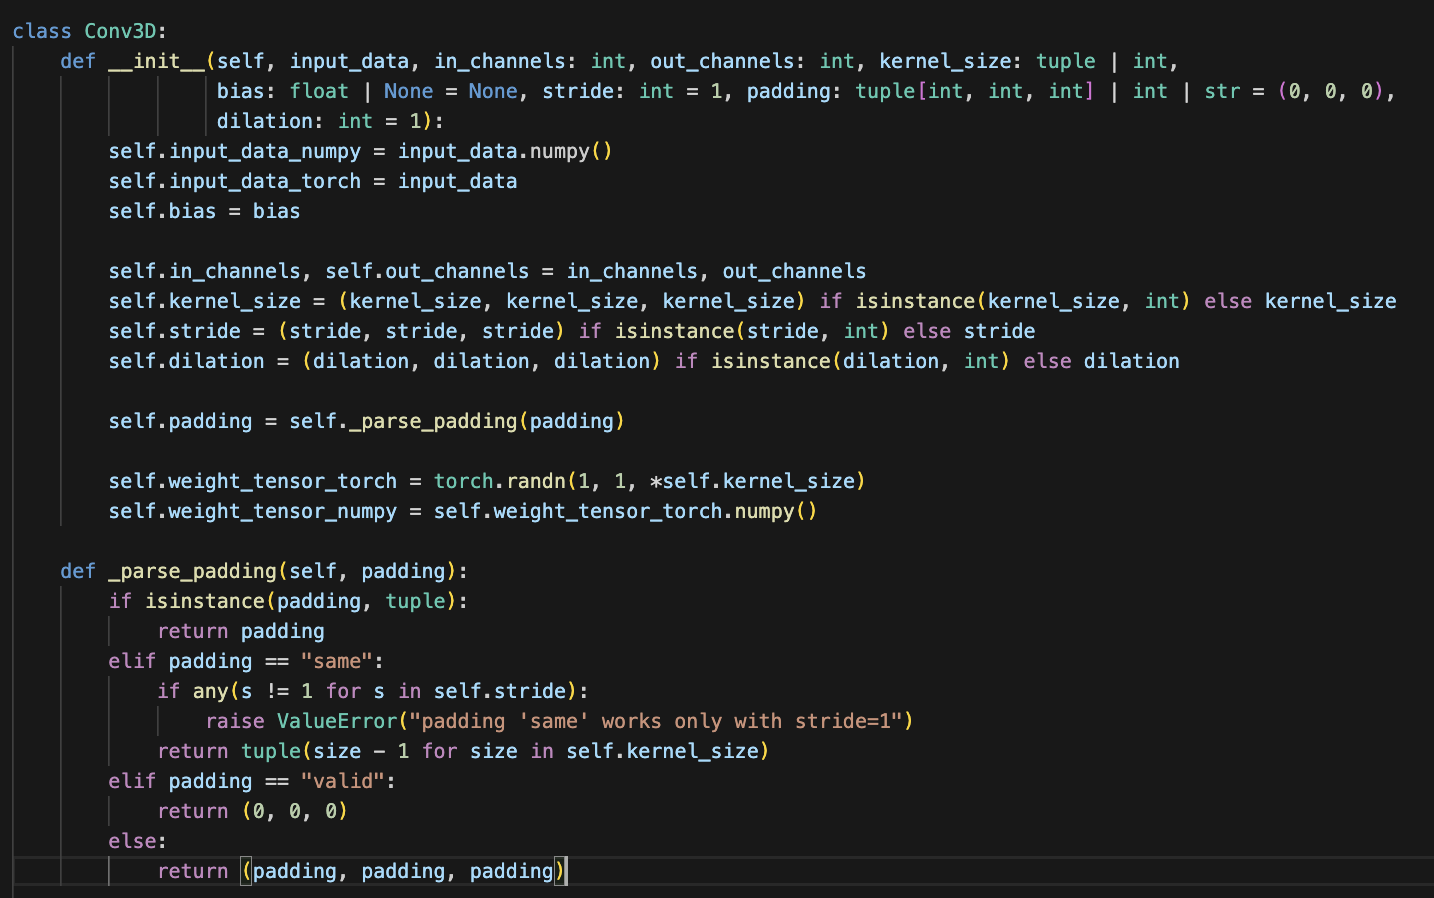 class Conv3D:
    def __init__(self, input_data, in_channels: int, out_channels: int, kernel_size: tuple | int,
                 bias: float | None = None, stride: int = 1, padding: tuple[int, int, int] | int | str = (0, 0, 0),
                 dilation: int = 1):
        self.input_data_numpy = input_data.numpy()
        self.input_data_torch = input_data
        self.bias = bias

        self.in_channels, self.out_channels = in_channels, out_channels
        self.kernel_size = (kernel_size, kernel_size, kernel_size) if isinstance(kernel_size, int) else kernel_size
        self.stride = (stride, stride, stride) if isinstance(stride, int) else stride
        self.dilation = (dilation, dilation, dilation) if isinstance(dilation, int) else dilation

        self.padding = self._parse_padding(padding)

        self.weight_tensor_torch = torch.randn(1, 1, *self.kernel_size)
        self.weight_tensor_numpy = self.weight_tensor_torch.numpy()

    def _parse_padding(self, padding):
        if isinstance(padding, tuple):
            return padding
        elif padding == "same":
            if any(s != 1 for s in self.stride):
                raise ValueError("padding 'same' works only with stride=1")
            return tuple(size - 1 for size in self.kernel_size)
        elif padding == "valid":
            return (0, 0, 0)
        else:
            return (padding, padding, padding)